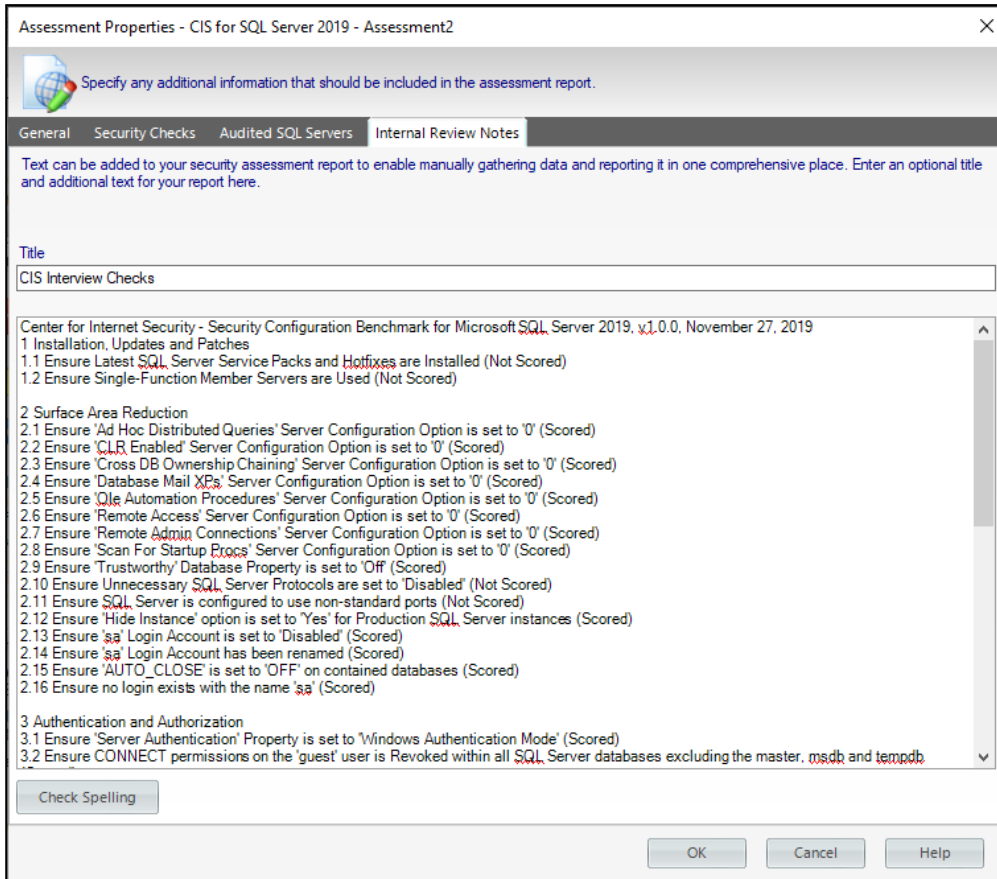 Assessment Properties - CIS for SQL Server 2019 - Assessment2
Specify any additional information that should be included in the assessment report.
General Security Checks Audited SQL Servers Internal Review Notes
Text can be added to your security assessment report to enable manually gathering data and reporting it in one comprehensive place. Enter an optional title
and additional text for your report here.
Title
CIS Interview Checks
Center for Internet Security - Security Configuration Benchmark for Microsoft SQL Server 2019, v1.0.0, November 27, 2019
1 Installation, Updates and Patches
1.1 Ensure Latest SQL Server Service Packs and Hotfixes are Installed (Not Scored)
1.2 Ensure Single-Function Member Servers are Used (Not Scored)
2 Surface Area Reduction
2.1 Ensure 'Ad Hoc Distributed Queries' Server Configuration Option is set to '0' (Scored)
2.2 Ensure 'CLR Enabled' Server Configuration Option is set to '0' (Scored)
2.3 Ensure 'Cross DB Ownership Chaining' Server Configuration Option is set to '0' (Scored)
2.4 Ensure 'Database Mail XPs' Server Configuration Option is set to '0' (Scored)
2.5 Ensure 'Ole Automation Procedures' Server Configuration Option is set to '0' (Scored)
2.6 Ensure 'Remote Access' Server Configuration Option is set to '0' (Scored)
2.7 Ensure 'Remote Admin Connections' Server Configuration Option is set to '0' (Scored)
2.8 Ensure 'Scan For Startup Procs' Server Configuration Option is set to '0' (Scored)
2.9 Ensure 'Trustworthy' Database Property is set to 'Off' (Scored)
2.10 Ensure Unnecessary SQL Server Protocols are set to 'Disabled' (Not Scored)
2.11 Ensure SQL Server is configured to use non-standard ports (Not Scored)
2.12 Ensure 'Hide Instance' option is set to 'Yes' for Production SQL Server instances (Scored)
2.13 Ensure 'sa' Login Account is set to 'Disabled' (Scored)
2.14 Ensure 'sa' Login Account has been renamed (Scored)
2.15 Ensure 'AUTO_CLOSE' is set to 'OFF' on contained databases (Scored)
2.16 Ensure no login exists with the name 'sa' (Scored)
3 Authentication and Authorization
3.1 Ensure 'Server Authentication' Property is set to 'Windows Authentication Mode' (Scored)
3.2 Ensure CONNECT permissions on the 'guest' user is Revoked within all SQL Server databases excluding the master, msdb and tempdb
Check Spelling
OK Cancel Help